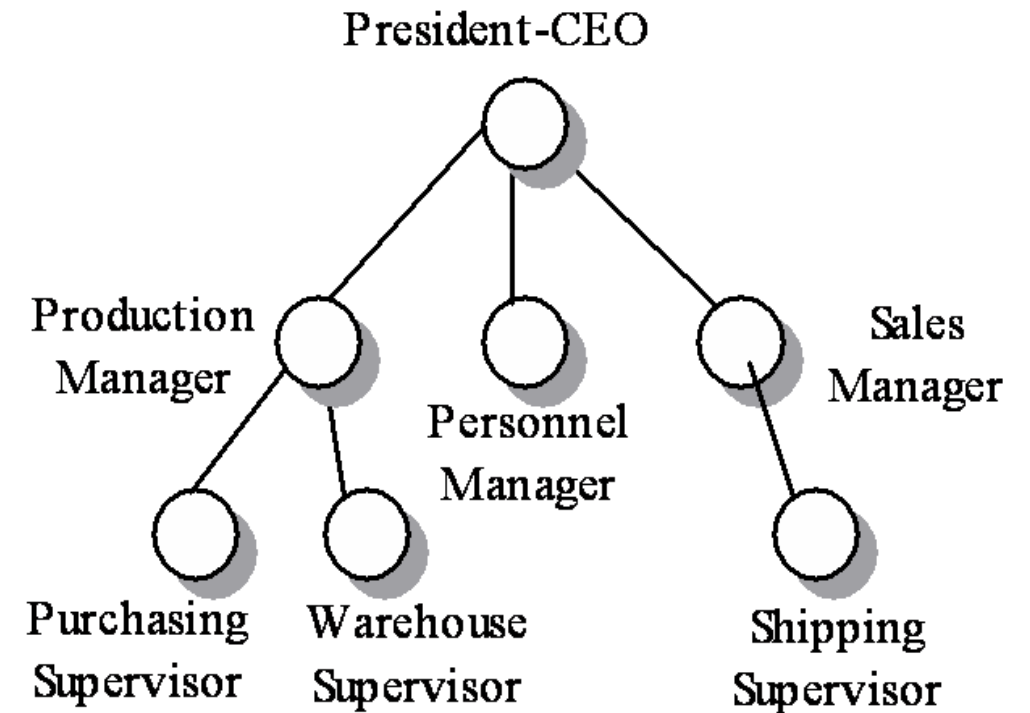 President-CEO
Production
Manager
Personnel
Manager
Sales
Manager
Purchasing
Supervisor
Warehouse
Supervisor
Shipping
Supervisor